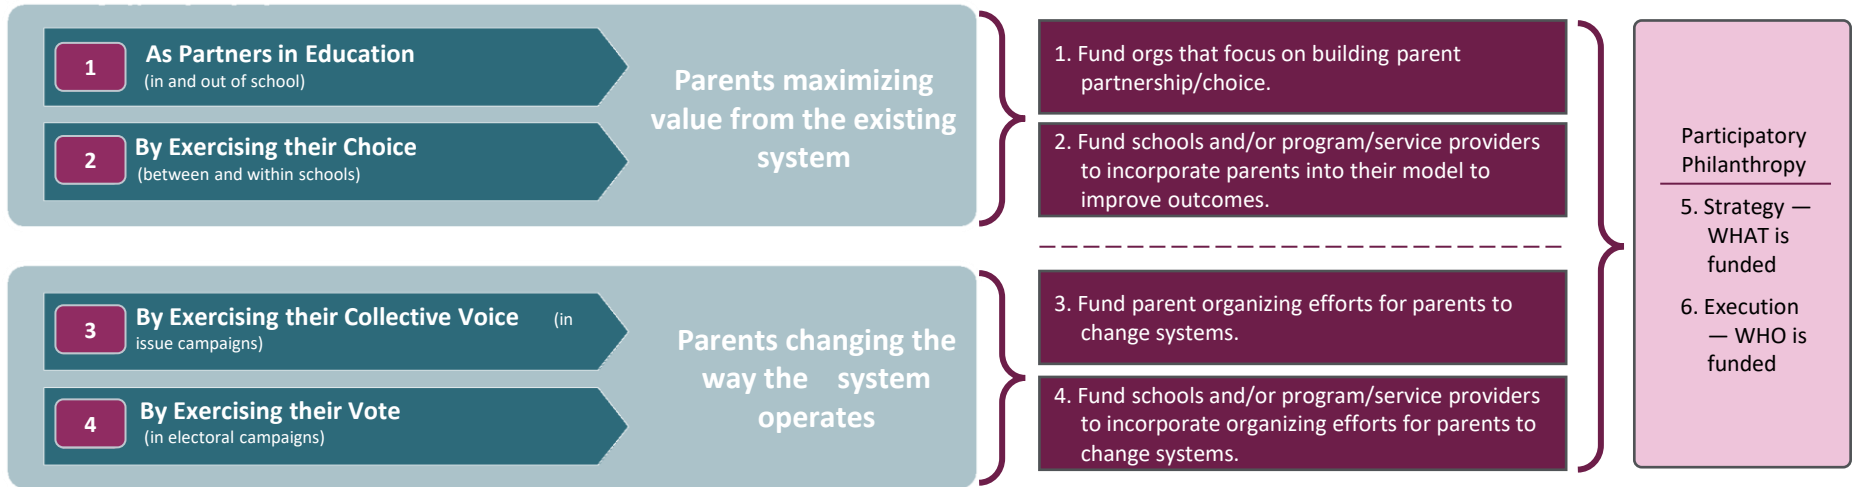 1
As Partners in Education
(in and out of school)
2
By Exercising their Choice
(between and within schools)
Parents maximizing
value from the existing
system
1. Fund orgs that focus on building parent
partnership/choice.
2. Fund schools and/or program/service providers
to incorporate parents into their model to
improve outcomes.
3
By Exercising their Collective Voice (in
issue campaigns)
4
By Exercising their Vote
(in electoral campaigns)
Parents changing the
way the system
operates
3. Fund parent organizing efforts for parents to
change systems.
4. Fund schools and/or program/service providers
to incorporate organizing efforts for parents to
change systems.
Participatory
Philanthropy
5. Strategy —
WHAT is
funded
6. Execution
— WHO is
funded